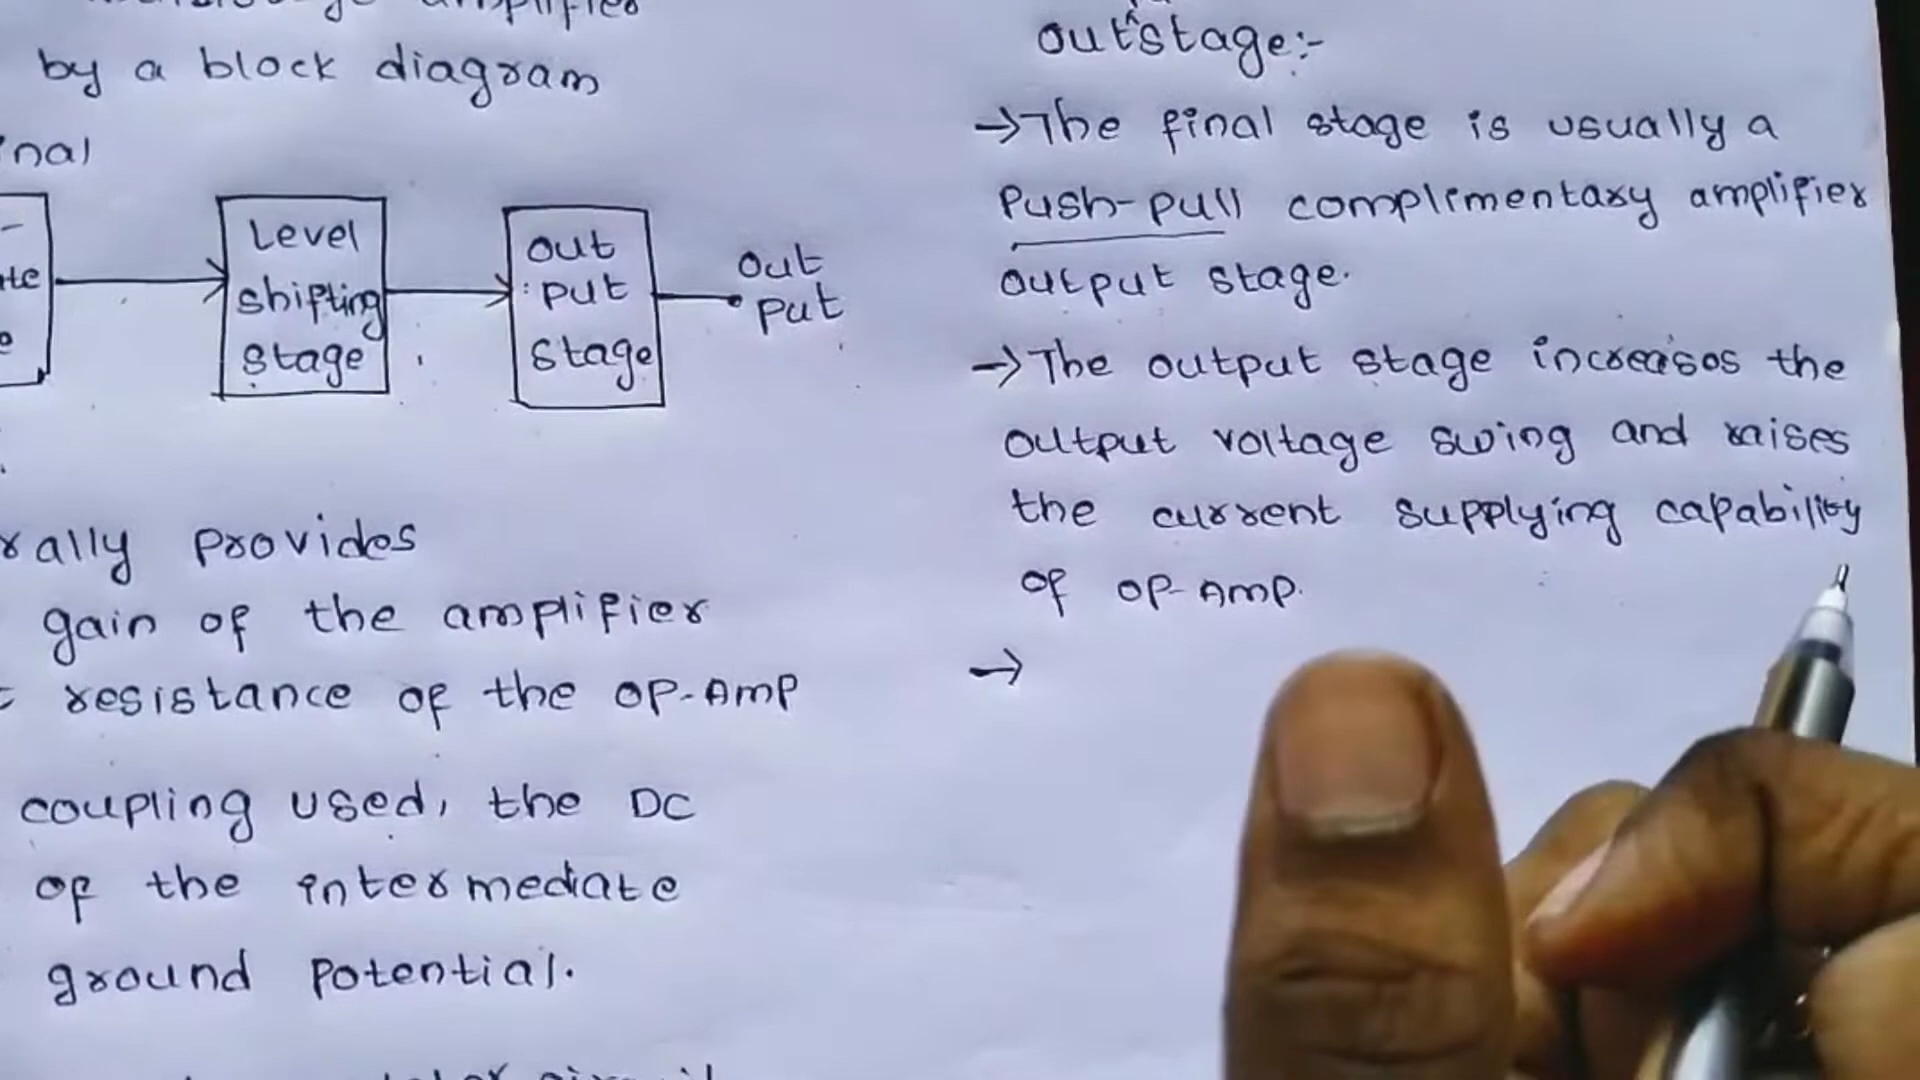 amplifier
by a block diagram
inal
Level
shifting
stage
out
put
stage
out
put
rally provides
gain of the amplifier
resistance of the OP-Amp
coupling used, the DC
of the intermediate
ground potential.
outstage:-
→The final stage is usually a
Push-pull complimentary amplifier
output stage.
→The output stage increases the
output voltage swing and raises
the current supplying capability
of OP-Amp.
→